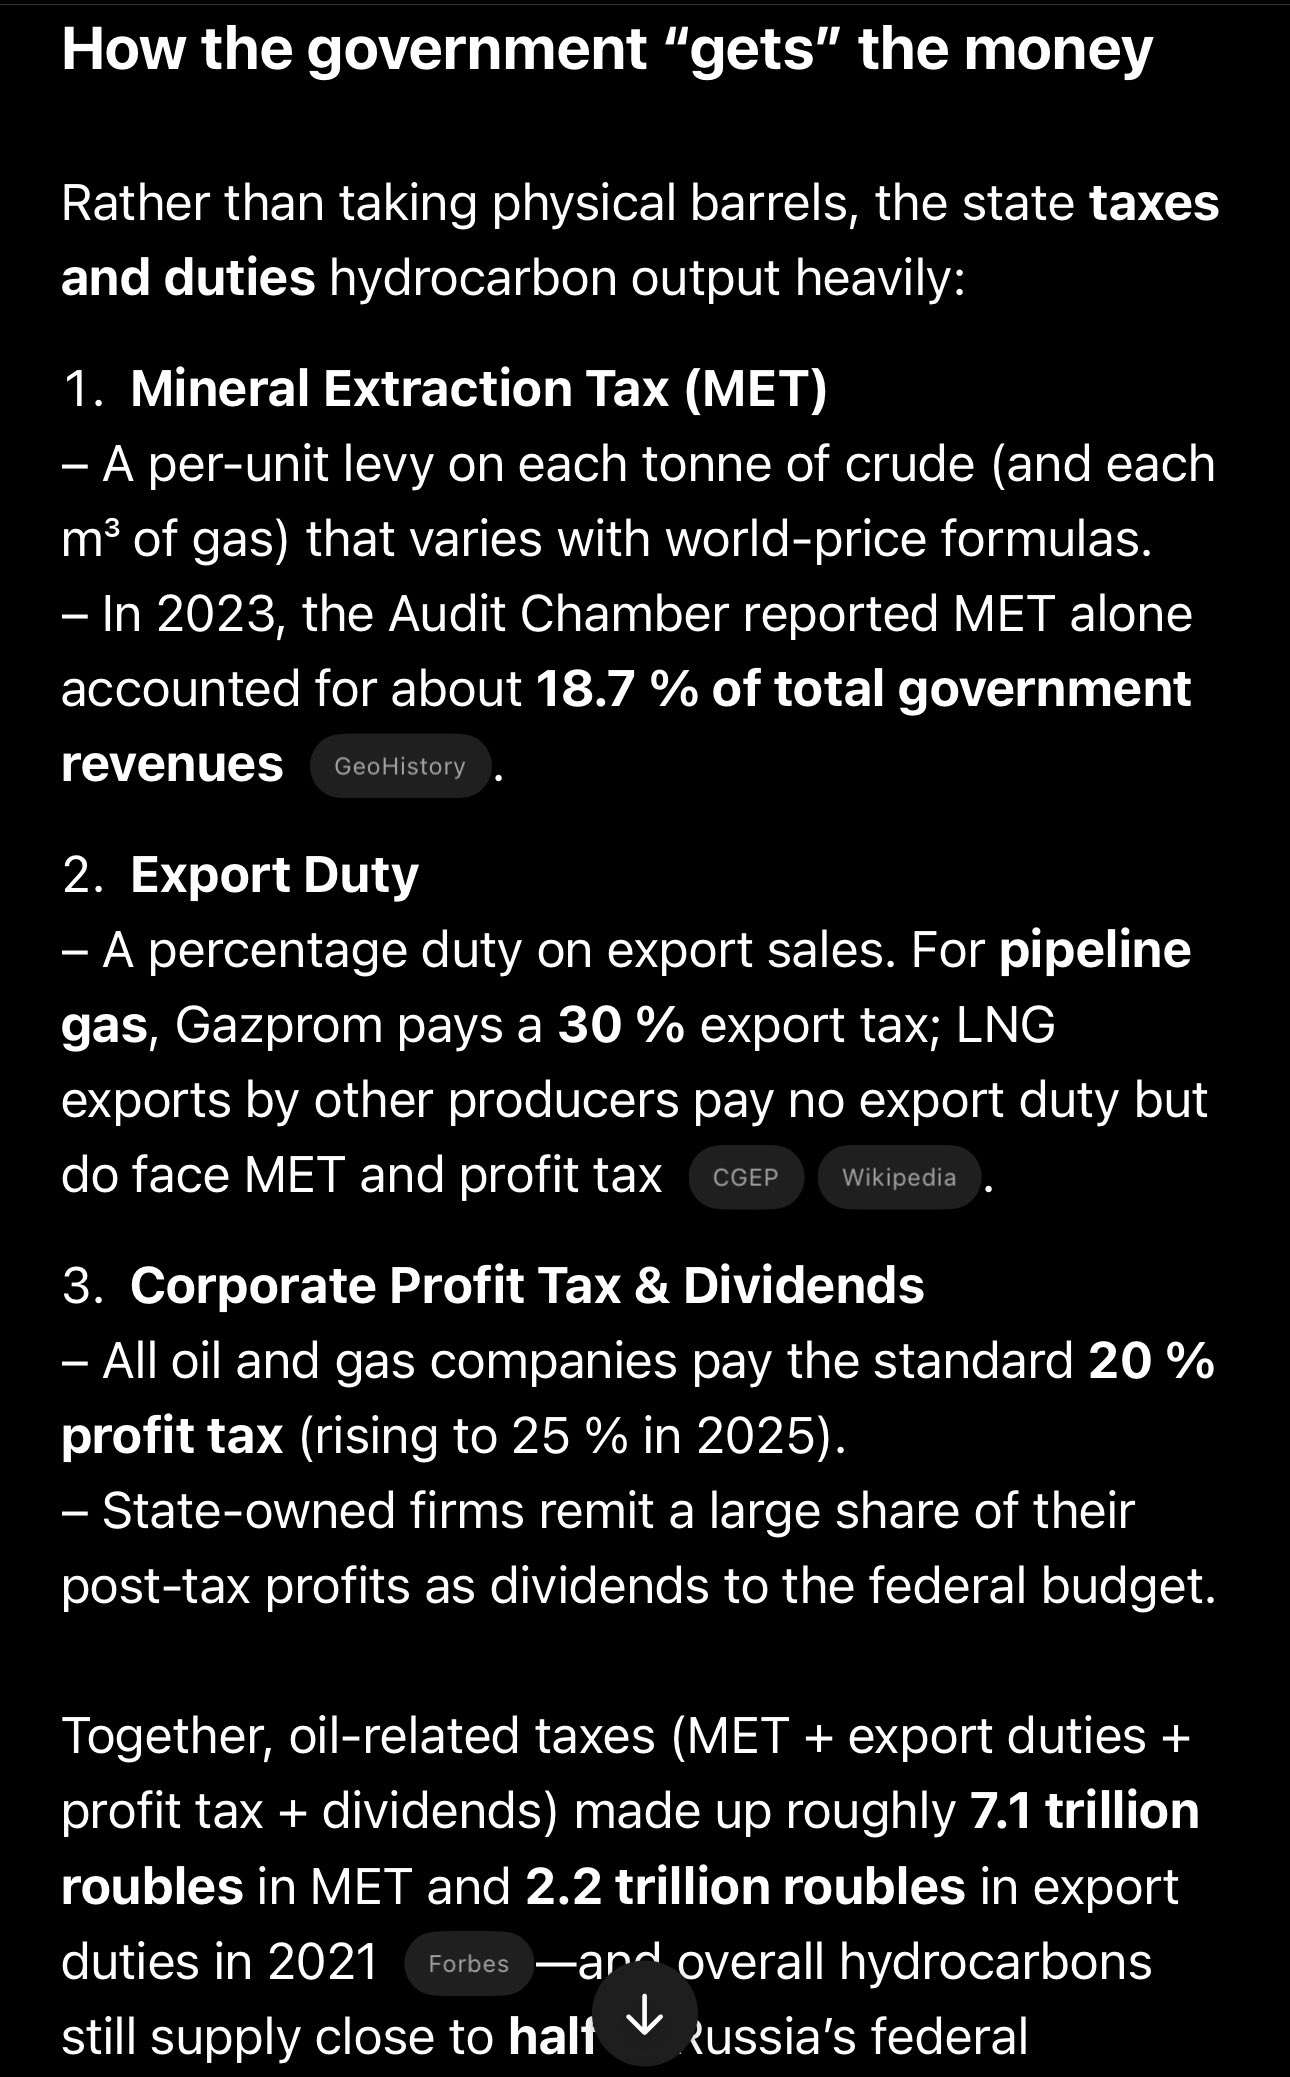 How the government “gets” the money
Rather than taking physical barrels, the state taxes
and duties hydrocarbon output heavily:
1. Mineral Extraction Tax (MET)
– A per-unit levy on each tonne of crude (and each
m³ of gas) that varies with world-price formulas.
– In 2023, the Audit Chamber reported MET alone
accounted for about 18.7 % of total government
revenues GeoHistory.
2. Export Duty
– A percentage duty on export sales. For pipeline
gas, Gazprom pays a 30 % export tax; LNG
exports by other producers pay no export duty but
do face MET and profit tax CGEP Wikipedia.
3. Corporate Profit Tax & Dividends
– All oil and gas companies pay the standard 20 %
profit tax (rising to 25 % in 2025).
– State-owned firms remit a large share of their
post-tax profits as dividends to the federal budget.
Together, oil-related taxes (MET + export duties +
profit tax + dividends) made up roughly 7.1 trillion
roubles in MET and 2.2 trillion roubles in export
duties in 2021 Forbes—and overall hydrocarbons
still supply close to half Russia’s federal